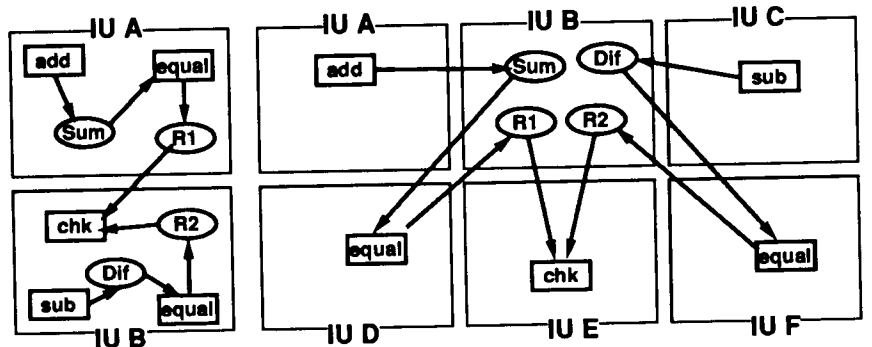 IU A
add
equal
Sum
R1
chk
R2
Dif
sub
equal
IU B
IU A
IU B
IU C
add
Sum
Dif
sub
R1
R2
equal
chk
equal
IU D
IU E
IU F